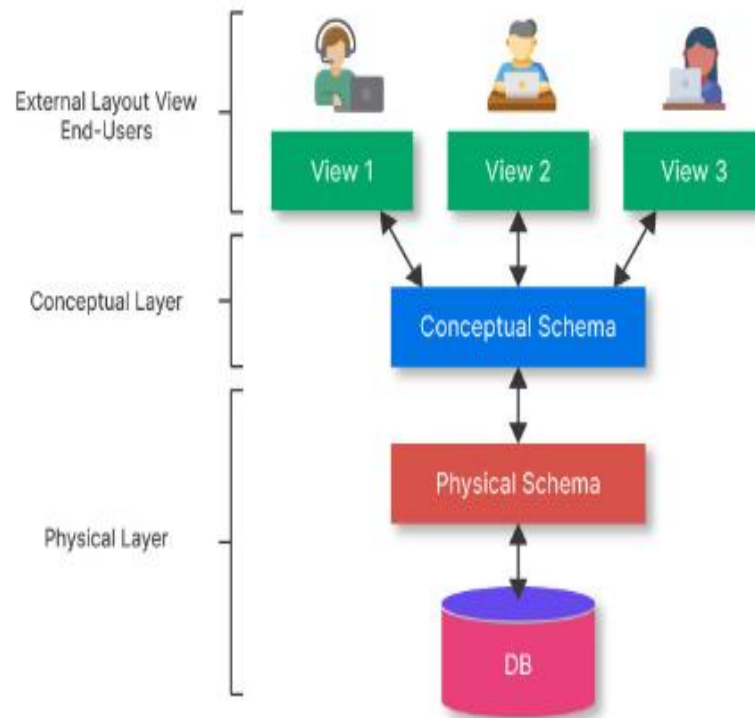 External Layout View
End-Users
View 1
View 2
View 3
Conceptual Layer
Conceptual Schema
Physical Schema
Physical Layer
DB